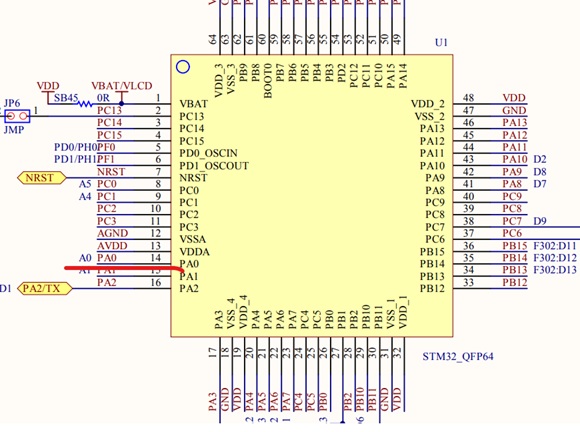 64 63 62 61 60 59 58 57 56 55 54 53 52 51 50 49
U1
VDD_3 VSS_3 PB9 PB8 BOOT0 PB7 PB6 PB5 PB4 PB3 PD2 PC12 PC11 PC10 PA15 PA14
VDD VBAT/VLCD
SB45 0R
JP6
JMP
1
1 VBAT
PC13 2 PC13
PC14 3 PC14
PC15 4 PC15
PD0/PH0 PF0 5 PD0_OSCIN
PD1/PH1 PF1 6 PD1_OSCOUT
NRST NRST 7 NRST
A5 PC0 8 PC0
A4 PC1 9 PC1
PC2 10 PC2
PC3 11 PC3
AGND 12 VSSA
AVDD 13 VDDA
A0 PA0 14 PA0
PA1
D1 PA2/TX PA2 16 PA2
VDD_2 48 VDD
VSS_2 47 GND
PA13 46 PA13
PA12 45 PA12
PA11 44 PA11
PA10 43 PA10 D2
PA9 42 PA9 D8
PA8 41 PA8 D7
PC9 40 PC9
PC8 39 PC8
PC7 38 PC7 D9
PC6 37 PC6
PB15 36 PB15 F302:D11
PB14 35 PB14 F302:D12
PB13 34 PB13 F302:D13
PB12 33 PB12
PA3 VSS_4 VDD_4 PA4 PA5 PA6 PA7 PC4 PC5 PB0 PB1 PB2 PB10 PB11 VSS_1 VDD_1
17 18 19 20 21 22 23 24 25 26 27 28 29 30 31 32
STM32_QFP64
PA3 GND VDD PA4 PA5 PA6 PA7 PC4 PC5 PB0 PB2 PB10 PB11 GND VDD